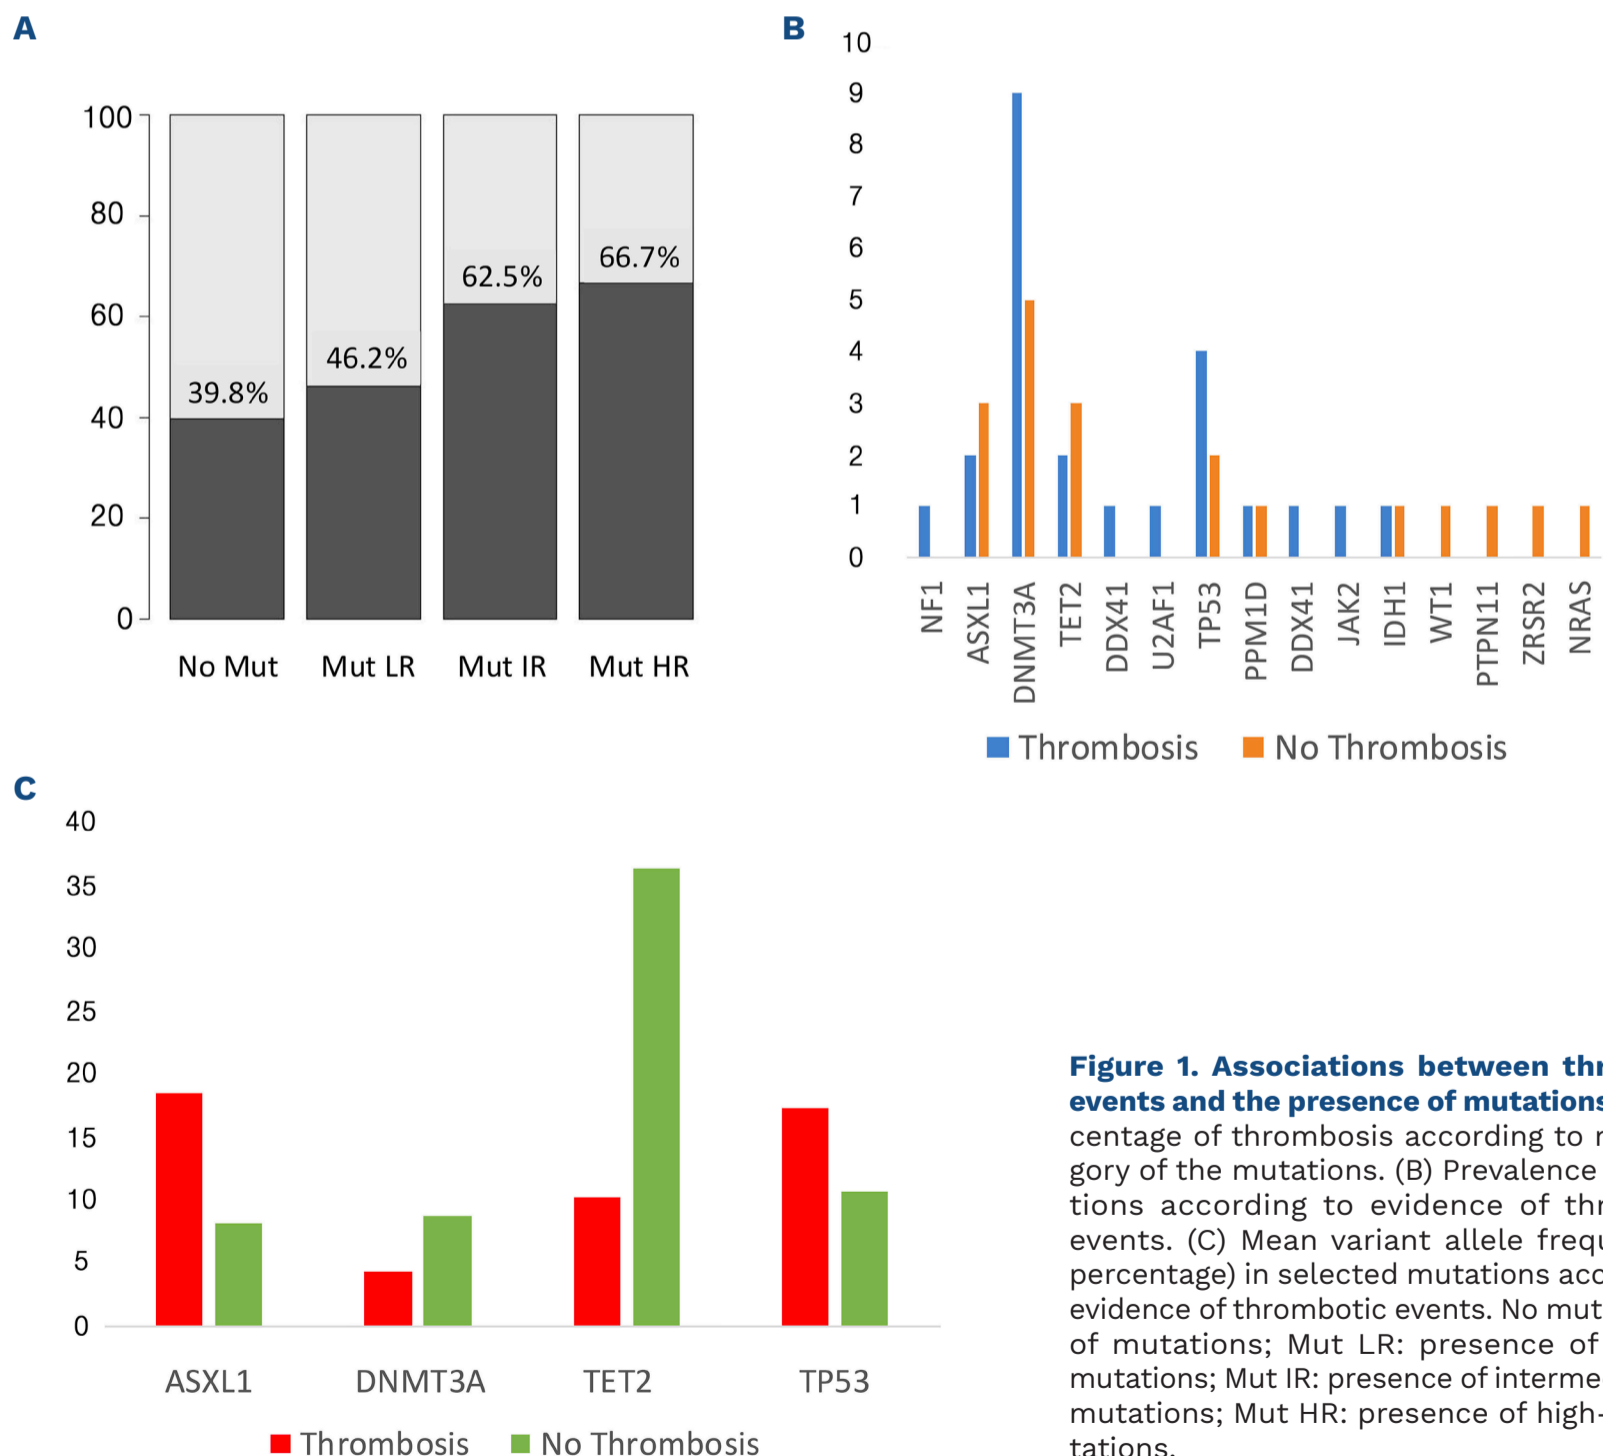 A
100
80
60
40
20
0
39.8%
46.2%
62.5%
66.7%
No Mut
Mut LR
Mut IR
Mut HR
B
10
9
8
7
6
5
4
3
2
1
0
NF1
ASXL1
DNMT3A
TET2
DDX41
U2AF1
TP53
PPM1D
DDX41
JAK2
IDH1
WT1
PTPN11
ZRSR2
NRAS
Thrombosis
No Thrombosis
C
40
35
30
25
20
15
10
5
0
ASXL1
DNMT3A
TET2
TP53
Thrombosis
No Thrombosis
Figure 1. Associations between thr
events and the presence of mutations
centage of thrombosis according to r
gory of the mutations. (B) Prevalence
tions according to evidence of thr
events. (C) Mean variant allele frequ
percentage) in selected mutations acc
evidence of thrombotic events. No mut
of mutations; Mut LR: presence of
mutations; Mut IR: presence of interme
mutations; Mut HR: presence of high-
tations.